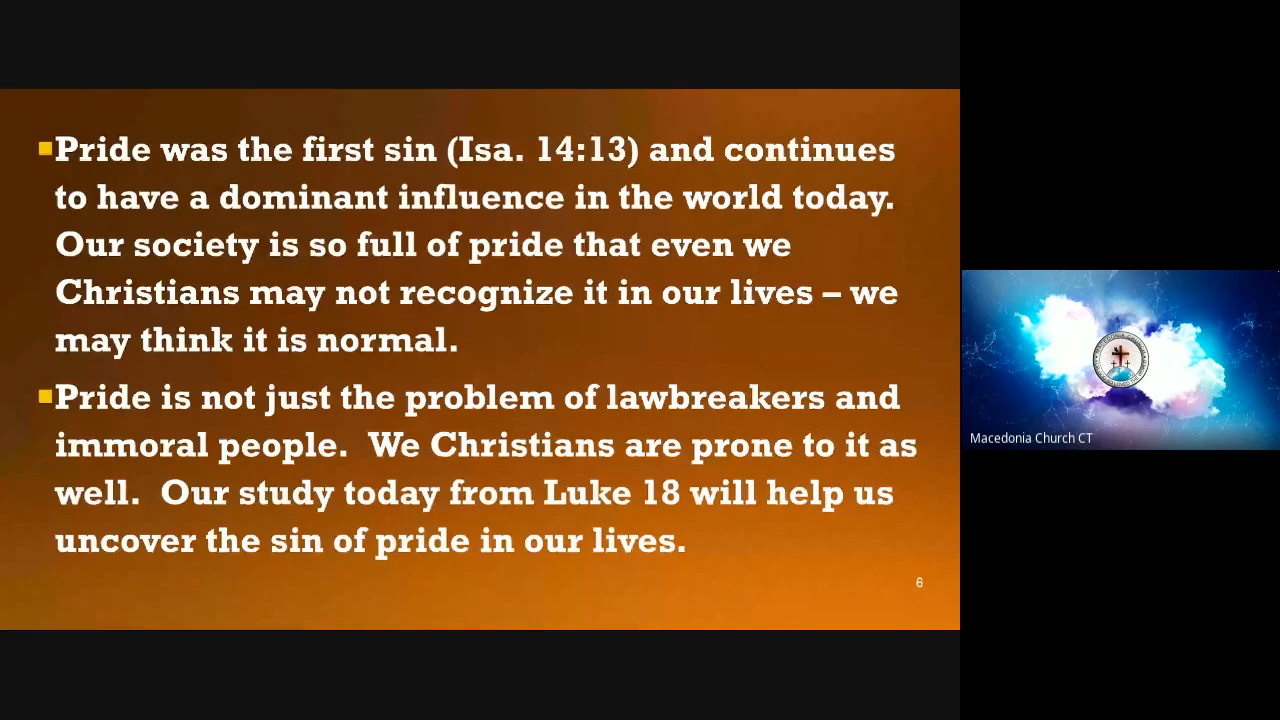 Pride was the first sin (Isa. 14:13) and continues
to have a dominant influence in the world today.
Our society is so full of pride that even we
Christians may not recognize it in our lives – we
may think it is normal.
Pride is not just the problem of lawbreakers and
immoral people.  We Christians are prone to it as
well.  Our study today from Luke 18 will help us
uncover the sin of pride in our lives.
6
Macedonia Church CT